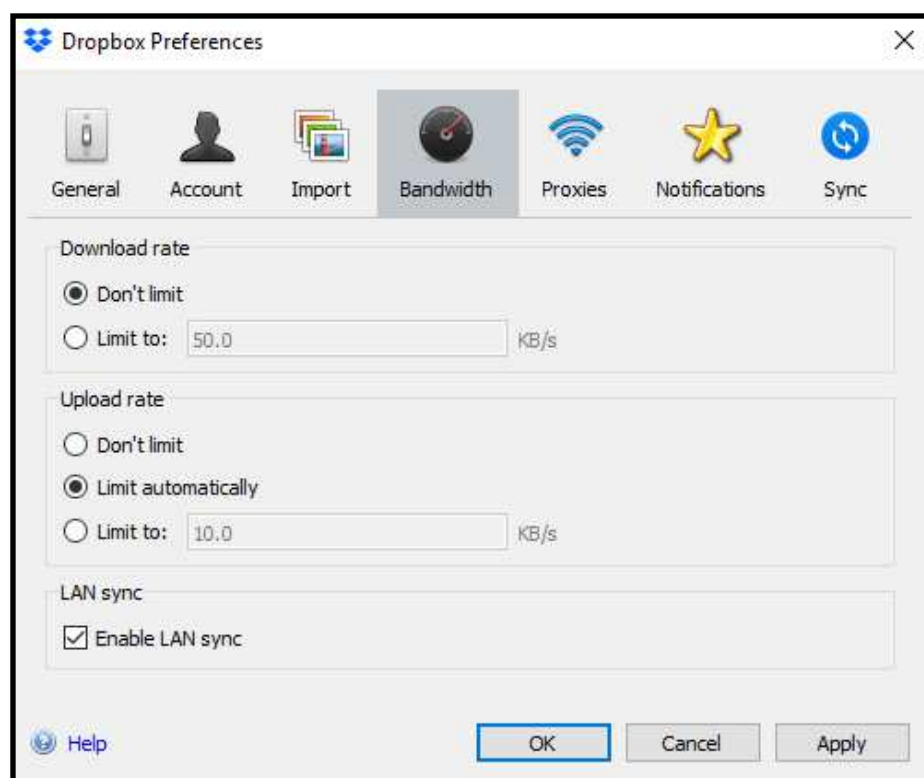 Dropbox Preferences
General Account Import Bandwidth Proxies Notifications Sync
Download rate
Don't limit
Limit to: 50.0 KB/s
Upload rate
Don't limit
Limit automatically
Limit to: 10.0 KB/s
LAN sync
Enable LAN sync
Help OK Cancel Apply